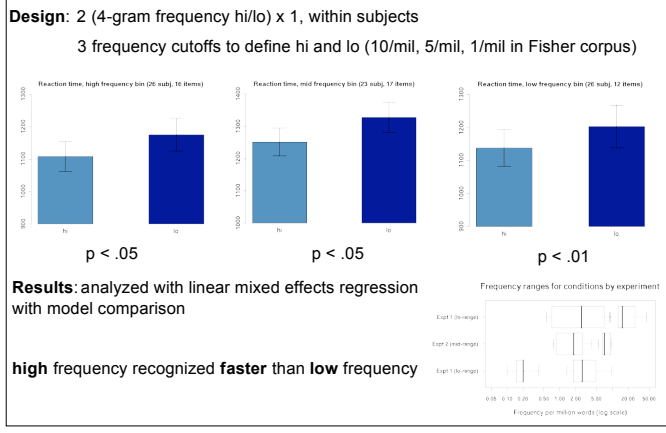 Design: 2 (4-gram frequency hi/lo) x 1, within subjects
3 frequency cutoffs to define hi and lo (10/mil, 5/mil, 1/mil in Fisher corpus)
Reaction time, high frequency bin (26 subj, 16 items)
Reaction time, mid frequency bin (23 subj, 17 items)
Reaction time, low frequency bin (26 subj, 12 items)
1300
1200
1100
1000
900
hi
lo
1400
1300
1200
1100
1000
hi
lo
1300
1200
1100
1000
900
hi
lo
p < .05
p < .05
p < .01
Results: analyzed with linear mixed effects regression
with model comparison
high frequency recognized faster than low frequency
Frequency ranges for conditions by experiment
Expt 1 (hi-range)
Expt 2 (mid-range)
Expt 1 (lo-range)
0.05 0.10 0.20 0.50 1.00 2.00 5.00 20.00 50.00
Frequency per million words (log scale)